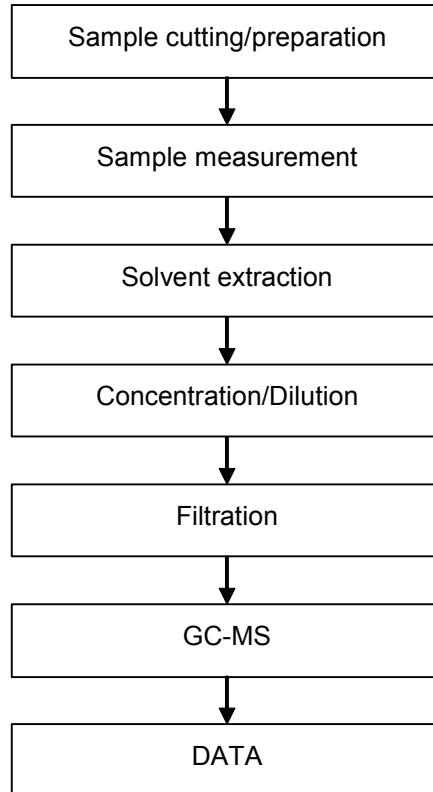 Sample cutting/preparation
Sample measurement
Solvent extraction
Concentration/Dilution
Filtration
GC-MS
DATA